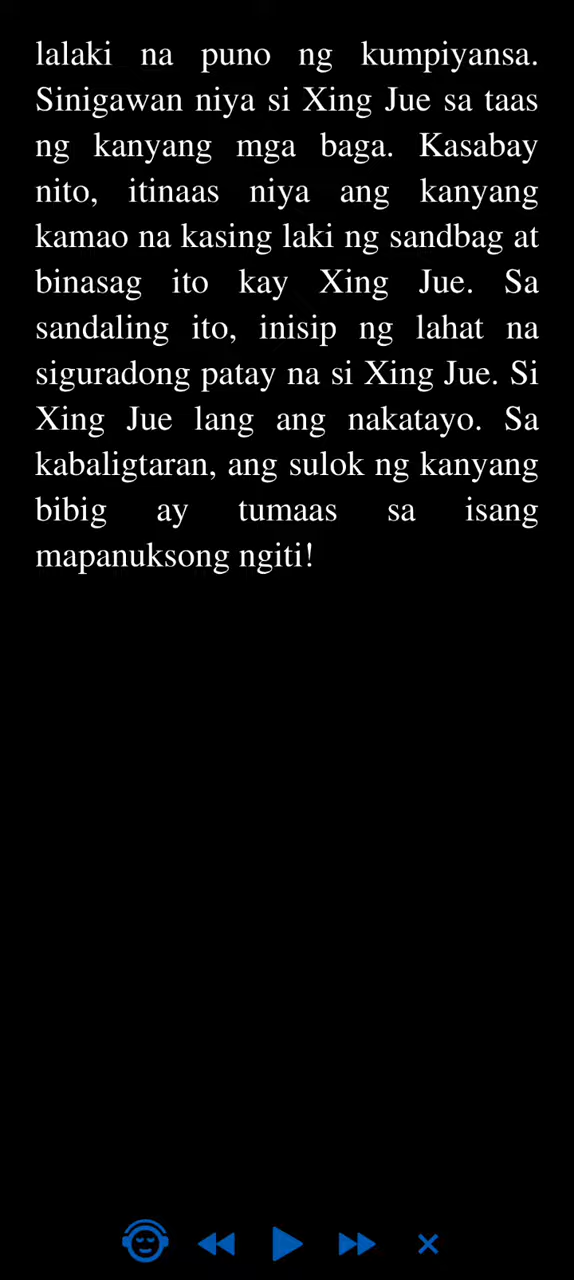 lalaki na puno ng kumpiyansa.
Sinigawan niya si Xing Jue sa taas
ng kanyang mga baga. Kasabay
nito, itinaas niya ang kanyang
kamao na kasing laki ng sandbag at
binasag ito kay Xing Jue. Sa
sandaling ito, inisip ng lahat na
siguradong patay na si Xing Jue. Si
Xing Jue lang ang nakatayo. Sa
kabaligtaran, ang sulok ng kanyang
bibig ay tumaas sa isang
mapanuksong ngiti!